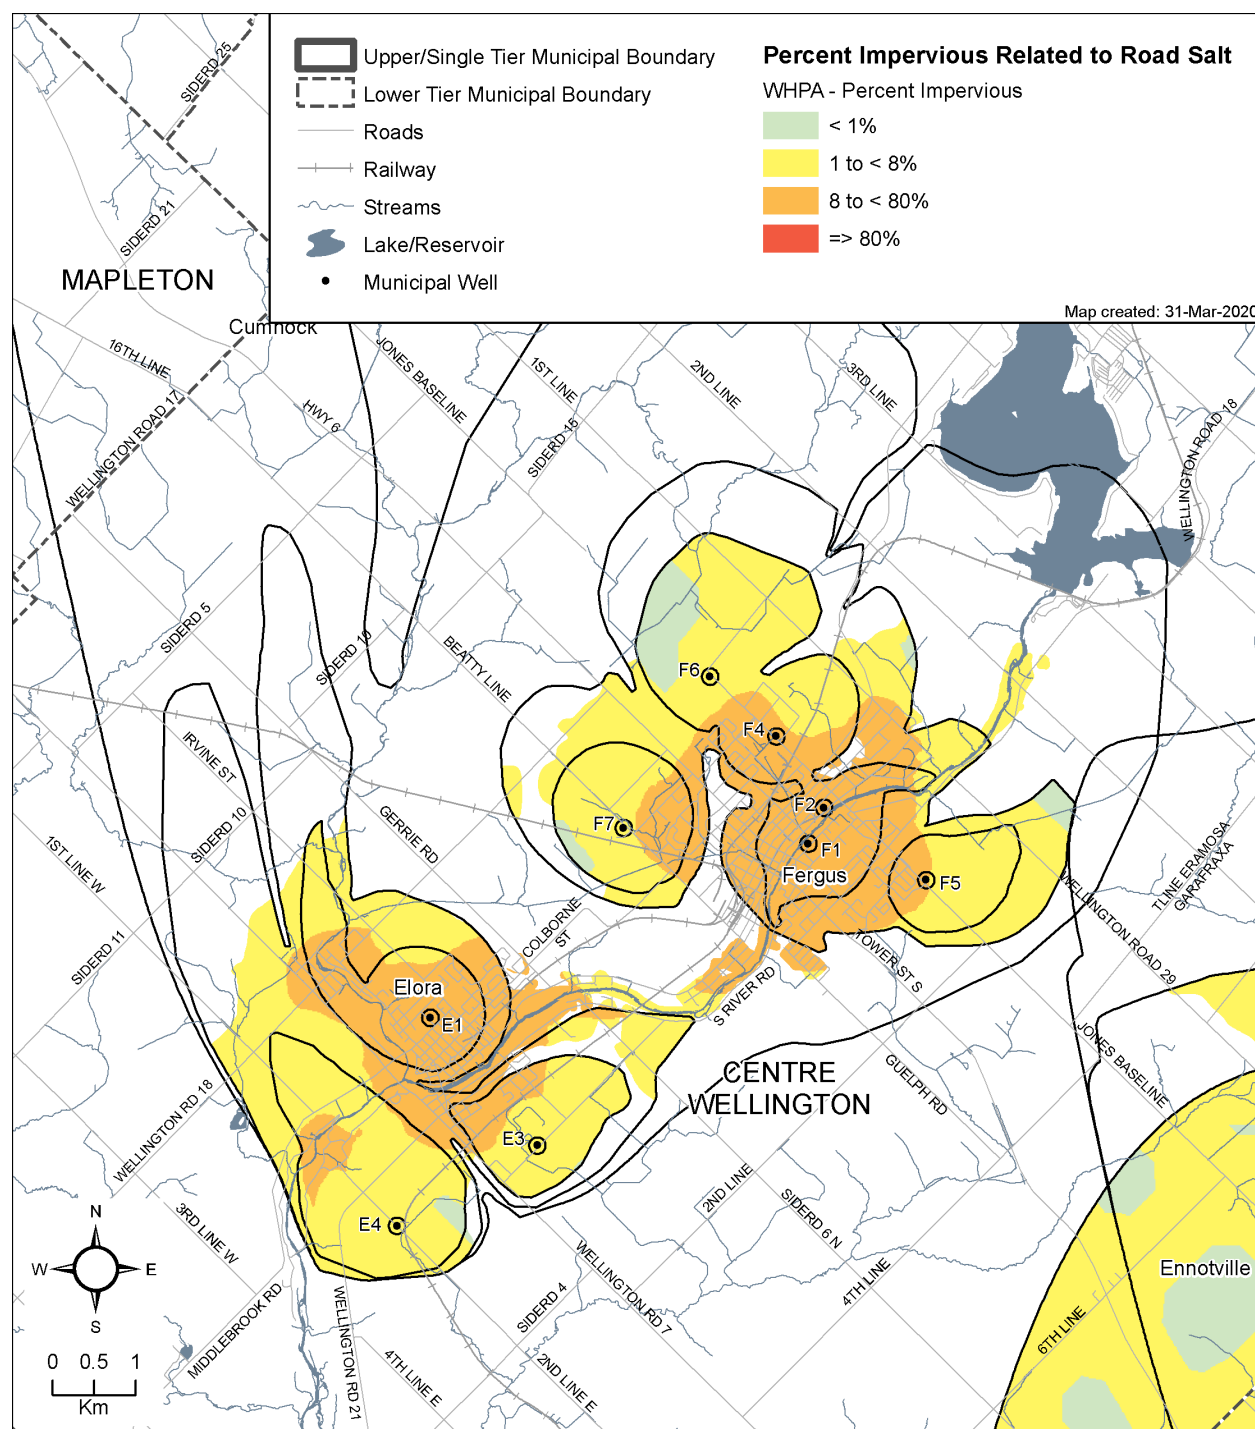 Upper/Single Tier Municipal Boundary
Lower Tier Municipal Boundary
Roads
Railway
Streams
Lake/Reservoir
Municipal Well
Percent Impervious Related to Road Salt
WHPA - Percent Impervious
< 1%
1 to < 8%
8 to < 80%
=> 80%
Map created: 31-Mar-2020
SIDERD 25
SIDERD 21
MAPLETON
Cumnock
16TH LINE
JONES BASELINE
1ST LINE
2ND LINE
3RD LINE
HWY 6
WELLINGTON ROAD 17
SIDERD 15
WELLINGTON ROAD 18
SIDERD 5
SIDERD 10
BEATTY LINE
F6
F4
IRVINE ST
F2
F7
F1
GERRIE RD
SIDERD 10
Fergus
F5
1ST LINE W
TLINE ERAMOSA
GARAFRAXA
WELLINGTON ROAD 29
COLBORNE
ST
SIDERD 11
TOWER ST S
Elora
S RIVER RD
E1
JONES BASELINE
CENTRE
WELLINGTON
GUELPH RD
WELLINGTON RD 18
E3
2ND LINE
SIDERD 6 N
3RD LINE W
E4
N
W
E
S
WELLINGTON RD 7
4TH LINE
Ennotville
SIDERD 4
MIDDLEBROOK RD
WELLINGTON RD 21
6TH LINE
4TH LINE E
2ND LINE E
0 0.5 1
Km